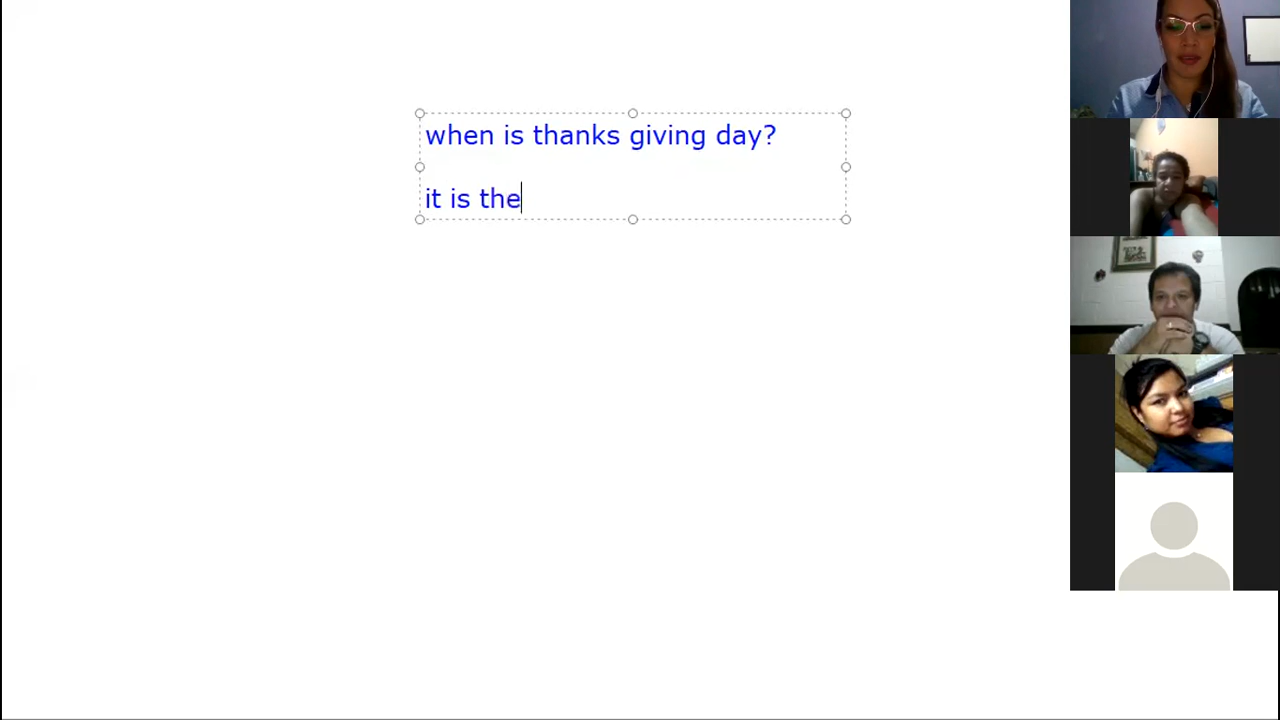 when is thanks giving day?
it is the